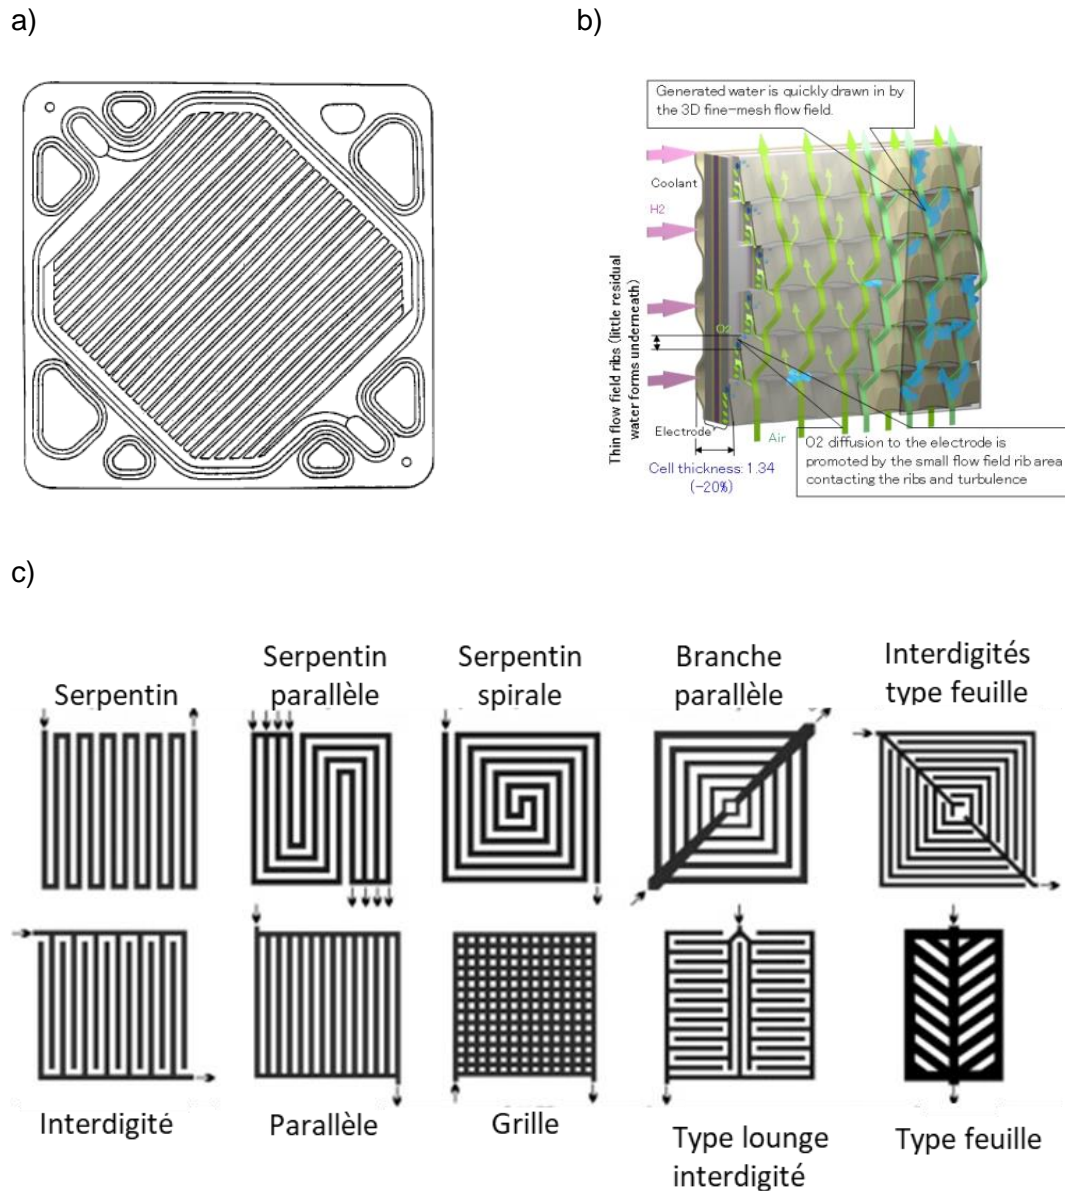 a)
b)
Generated water is quickly drawn in by
the 3D fine-mesh flow field.
Coolant
H2
Thin flow field ribs (little residual
water forms underneath)
O2
Electrode
Air
Cell thickness: 1.34
(-20%)
O2 diffusion to the electrode is
promoted by the small flow field rib area
contacting the ribs and turbulence
c)
Serpentin
Serpentin
parallèle
Serpentin
spirale
Branche
parallèle
Interdigités
type feuille
Interdigité
Parallèle
Grille
Type lounge
interdigité
Type feuille